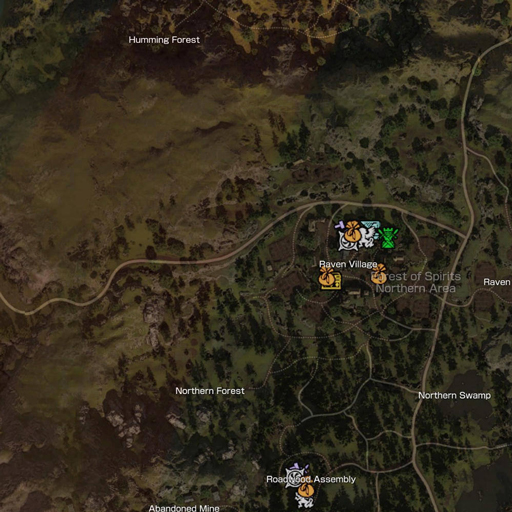 Humming Forest
Raven Village
Forest of Spirits
Northern Area
Raven
Northern Forest
Northern Swamp
Roadwood Assembly
Abandoned Mine